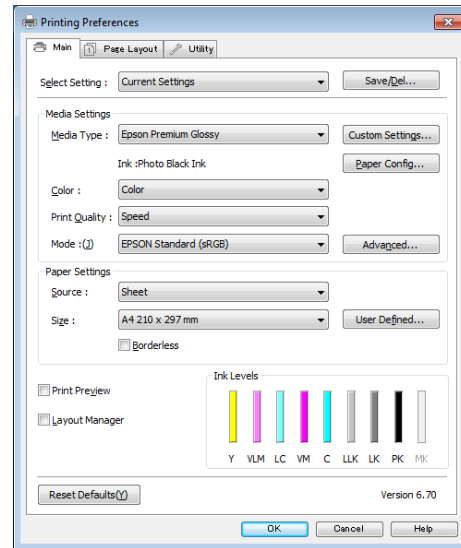 Printing Preferences
Main Page Layout Utility
Select Setting : Current Settings Save/Del...
Media Settings
Media Type : Epson Premium Glossy Custom Settings...
Ink :Photo Black Ink Paper Config...
Color : Color
Print Quality : Speed
Mode :(J) EPSON Standard (sRGB) Advanced...
Paper Settings
Source : Sheet
Size : A4 210 x 297 mm User Defined...
Borderless
Ink Levels
Print Preview
Layout Manager
Y VLM LC VM C LLK LK PK MK
Reset Defaults(Y) Version 6.70
OK Cancel Help